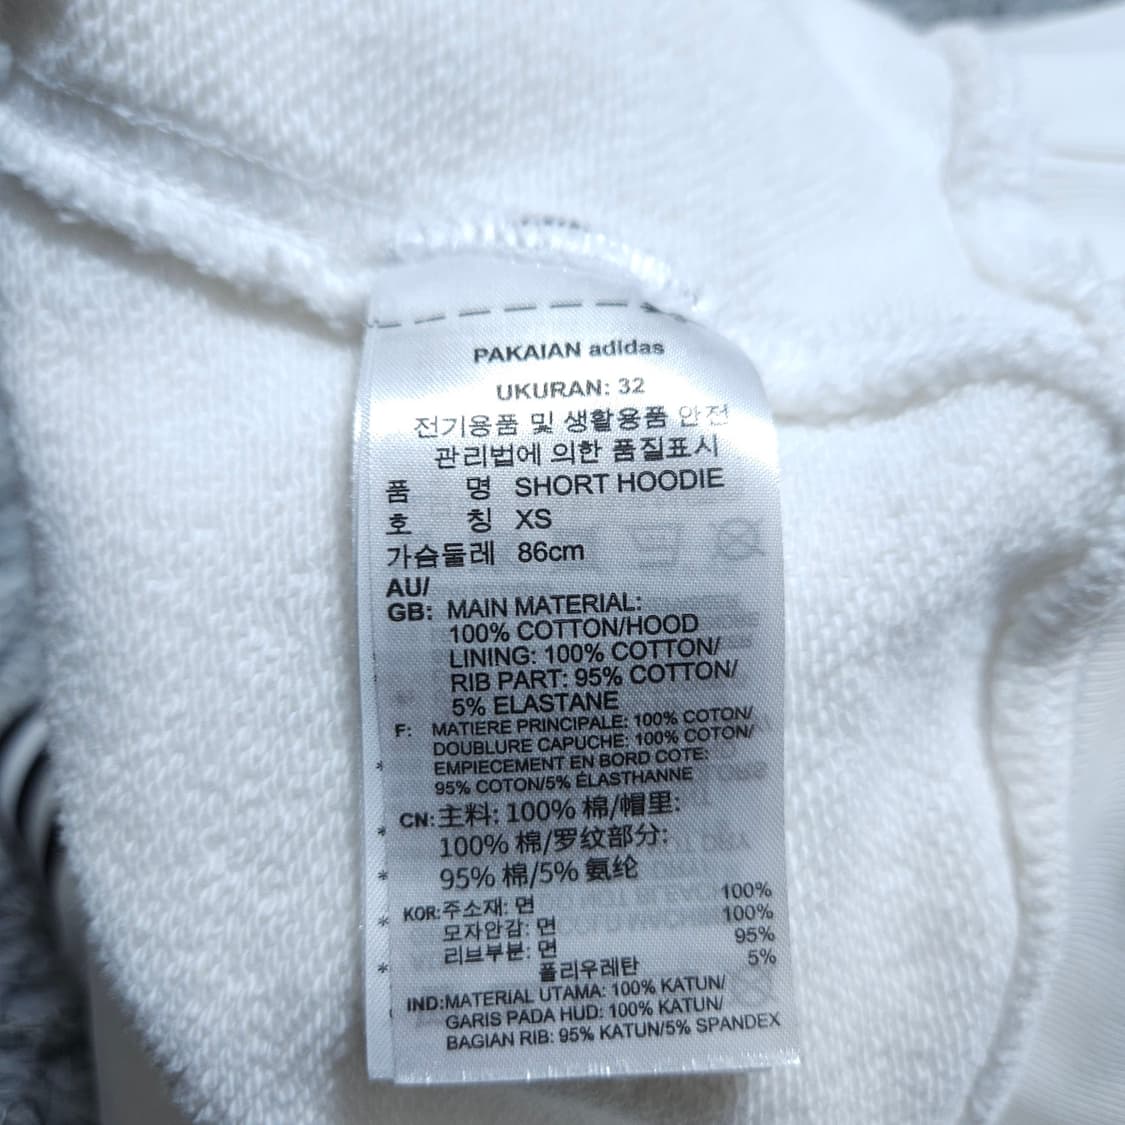 PAKAIAN adidas
UKURAN: 32
전기용품 및 생활용품 안전
관리법에 의한 품질표시
품 명 SHORT HOODIE
호 칭 XS
가슴둘레 86cm
AU/
GB: MAIN MATERIAL:
100% COTTON/HOOD
LINING: 100% COTTON/
RIB PART: 95% COTTON/
5% ELASTANE
F: MATIERE PRINCIPALE: 100% COTON/
DOUBLURE CAPUCHE: 100% COTON/
EMPIECEMENT EN BORD COTE:
95% COTON/5% ÉLASTHANNE
CN: 主料: 100% 棉/帽里:
100% 棉/罗纹部分:
95% 棉/5% 氨纶
KOR: 주소재: 면 100%
모자안감: 면 100%
리브부분: 면 95%
폴리우레탄 5%
IND: MATERIAL UTAMA: 100% KATUN/
GARIS PADA HUD: 100% KATUN/
BAGIAN RIB: 95% KATUN/5% SPANDEX